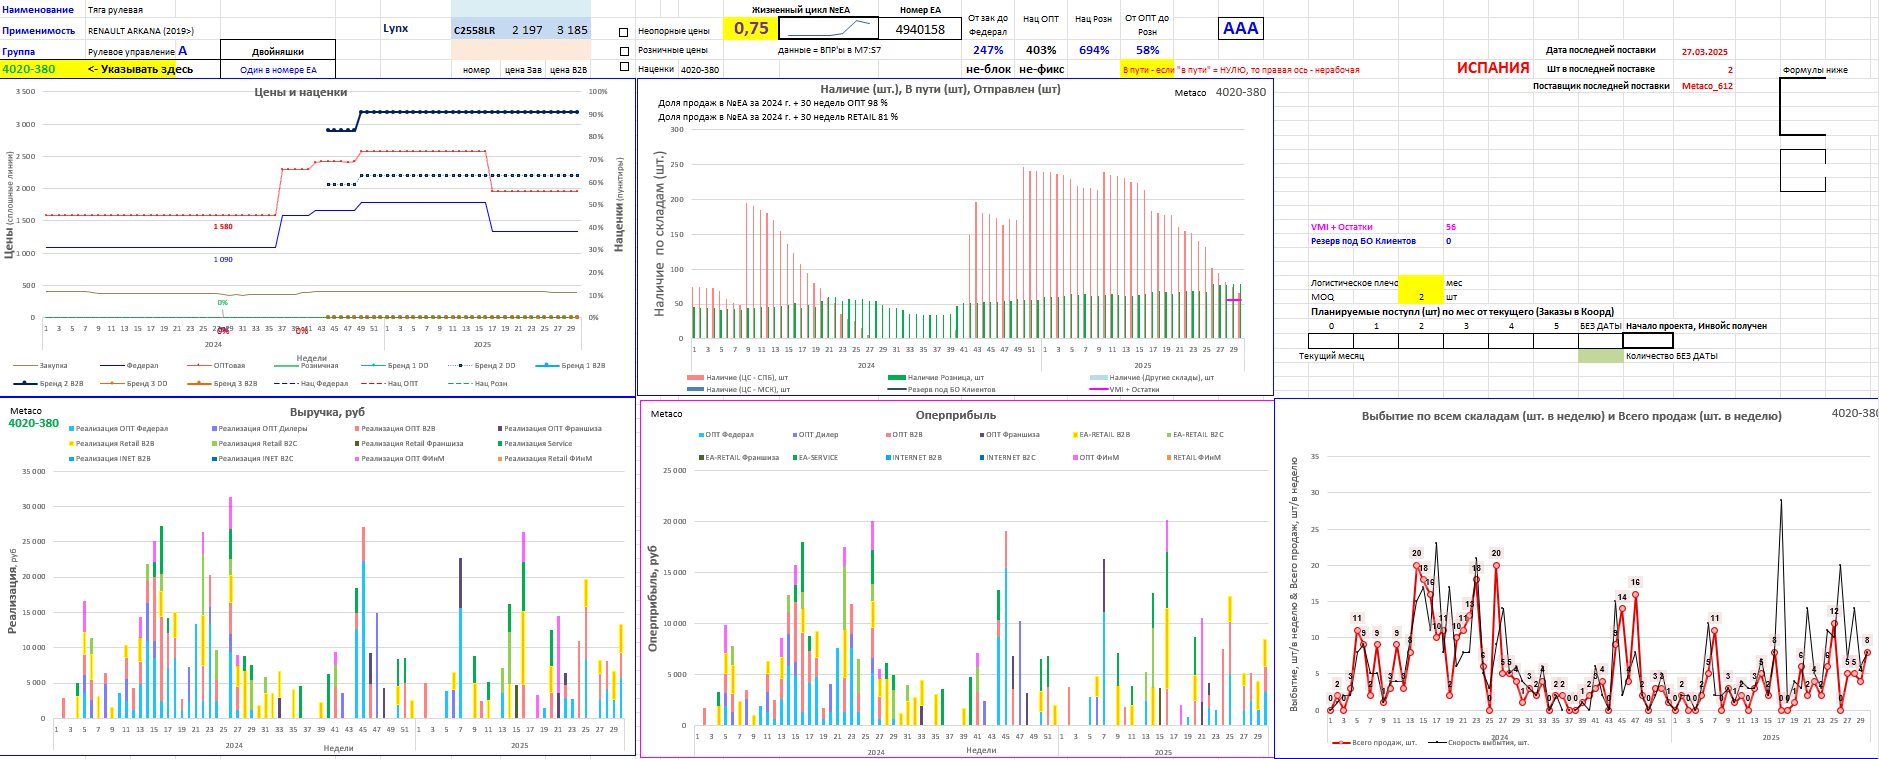 Наименование Тяга рулевая
Применимость RENAULT ARKANA (2019>)
Группа Рулевое управление A
4020-380 <- Указывать здесь
Двойняшки
Один в номере EA
Lynx C2558LR 2 197 3 185
номер цена Зав цена B2B
Неопорные цены
Розничные цены
Наценки 4020-380
Жизненный цикл №EA Номер EA
0,75 4940158
данные = ВПР'ы в M7:S7
От зак до Федерал Нац ОПТ Нац Розн От ОПТ до Розн
247% 403% 694% 58%
не-блок не-фикс
AAA
В пути - если "в пути" = НУЛЮ, то правая ось - нерабочая
ИСПАНИЯ
Дата последней поставки 27.03.2025
Шт в последней поставке 2
Поставщик последней поставки Metaco_612
Формулы ниже
VMI + Остатки 56
Резерв под БО Клиентов 0
Логистическое плечо мес
MOQ 2 шт
Планируемые поступл (шт) по мес от текущего (Заказы в Коорд)
0 1 2 3 4 5 БЕЗ ДАТЫ Начало проекта, Инвойс получен
Текущий месяц Количество БЕЗ ДАТЫ
Цены и наценки
Цены (сплошные линии)
Наценки (пунктиры)
3 500 3 000 2 500 2 000 1 500 1 000 500 0
100% 90% 80% 70% 60% 50% 40% 30% 20% 10% 0%
1 580
1 090
0%
0%
0%
1 3 5 7 9 11 13 15 17 19 21 23 25 27 29 31 33 35 37 39 41 43 45 47 49 51 1 3 5 7 9 11 13 15 17 19 21 23 25 27 29
2024 2025
Недели
Закупка Федерал ОПТовая Розничная Бренд 1 DD Бренд 2 DD Бренд 1 B2B
Бренд 2 B2B Бренд 3 DD Бренд 3 B2B Нац Федерал Нац ОПТ Нац Розн
Наличие (шт.), В пути (шт), Отправлен (шт)
Metaco 4020-380
Доля продаж в №EA за 2024 г. + 30 недель ОПТ 98 %
Доля продаж в №EA за 2024 г. + 30 недель RETAIL 81 %
Наличие по складам (шт.)
300 250 200 150 100 50 0
1 3 5 7 9 11 13 15 17 19 21 23 25 27 29 31 33 35 37 39 41 43 45 47 49 51 1 3 5 7 9 11 13 15 17 19 21 23 25 27 29
2024 2025
Наличие (ЦС - СПБ), шт Наличие Розница, шт Наличие (Другие склады), шт
Наличие (ЦС - МСК), шт Резерв под БО Клиентов VMI + Остатки
Metaco
4020-380
Выручка, руб
Реализация ОПТ Федерал Реализация ОПТ Дилеры Реализация ОПТ B2B Реализация ОПТ Франшиза
Реализация Retail B2B Реализация Retail B2C Реализация Retail Франшиза Реализация Service
Реализация INET B2B Реализация INET B2C Реализация ОПТ ФИнМ Реализация Retail ФИнМ
Реализация, руб
35 000 30 000 25 000 20 000 15 000 10 000 5 000 0
1 3 5 7 9 11 13 15 17 19 21 23 25 27 29 31 33 35 37 39 41 43 45 47 49 51 1 3 5 7 9 11 13 15 17 19 21 23 25 27 29
2024 Недели 2025
Metaco
Оперприбыль
ОПТ Федерал ОПТ Дилер ОПТ B2B ОПТ Франшиза EA-RETAIL B2B EA-RETAIL B2C
EA-RETAIL Франшиза EA-SERVICE INTERNET B2B INTERNET B2C ОПТ ФИнМ RETAIL ФИнМ
Оперприбыль, руб
25 000 20 000 15 000 10 000 5 000 0
1 3 5 7 9 11 13 15 17 19 21 23 25 27 29 31 33 35 37 39 41 43 45 47 49 51 1 3 5 7 9 11 13 15 17 19 21 23 25 27 29
2024 Недели 2025
Выбытие по всем скаладам (шт. в неделю) и Всего продаж (шт. в неделю)
4020-380
Выбытие, шт/в неделю & Всего продаж, шт/в неделю
35 30 25 20 15 10 5 0
1 3 5 7 9 11 13 15 17 19 21 23 25 27 29 31 33 35 37 39 41 43 45 47 49 51 1 3 5 7 9 11 13 15 17 19 21 23 25 27 29
2024 2025
Всего продаж, шт. Скорость выбытия, шт.